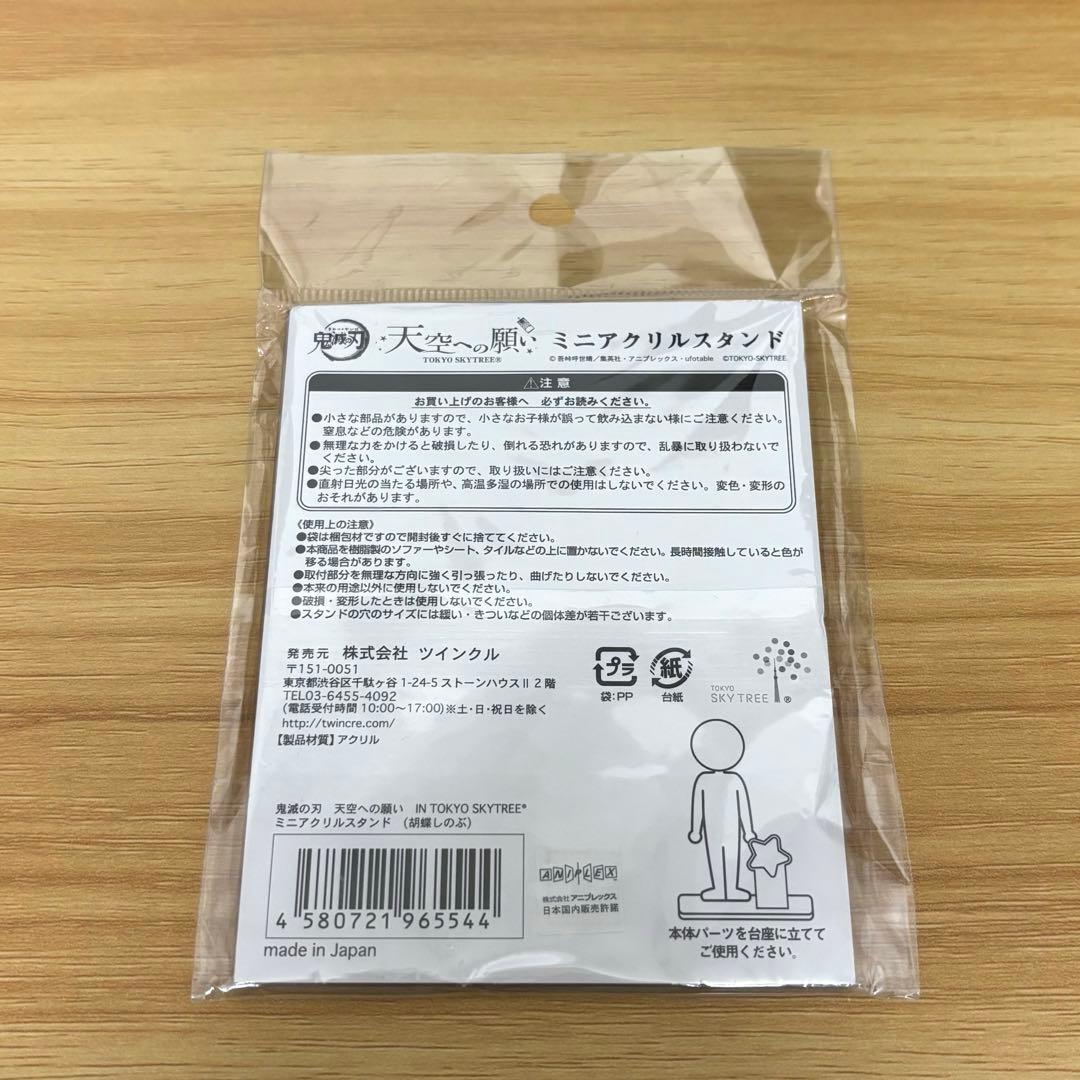 鬼滅の刃 天空への願い ミニアクリルスタンド
TOKYO SKYTREE®
©吾峠呼世晴／集英社・アニプレックス・ufotable ©TOKYO-SKYTREE
⚠注意
お買い上げのお客様へ 必ずお読みください。
●小さな部品がありますので、小さなお子様が誤って飲み込まない様にご注意ください。
窒息などの危険があります。
●無理な力をかけると破損したり、倒れる恐れがありますので、乱暴に取り扱わないで
ください。
●尖った部分がございますので、取り扱いにはご注意ください。
●直射日光の当たる場所や、高温多湿の場所での使用はしないでください。変色・変形の
おそれがあります。
《使用上の注意》
●袋は梱包材ですので開封後すぐに捨ててください。
●本商品を樹脂製のソファーやシート、タイルなどの上に置かないでください。長時間接触していると色が
移る場合があります。
●取付部分を無理な方向に強く引っ張ったり、曲げたりしないでください。
●本来の用途以外に使用しないでください。
●破損・変形したときは使用しないでください。
●スタンドの穴のサイズには緩い・きついなどの個体差が若干ございます。
発売元 株式会社 ツインクル
〒151-0051
東京都渋谷区千駄ヶ谷 1-24-5 ストーンハウスⅡ 2階
TEL03-6455-4092
(電話受付時間 10:00〜17:00)※土・日・祝日を除く
http://twincre.com/
【製品材質】アクリル
プラ
袋:PP
紙
台紙
TOKYO
SKYTREE®
鬼滅の刃 天空への願い IN TOKYO SKYTREE®
ミニアクリルスタンド (胡蝶しのぶ)
4 580721 965544
made in Japan
ANIPLEX
株式会社アニプレックス
日本国内販売許諾
本体パーツを台座に立てて
ご使用ください。